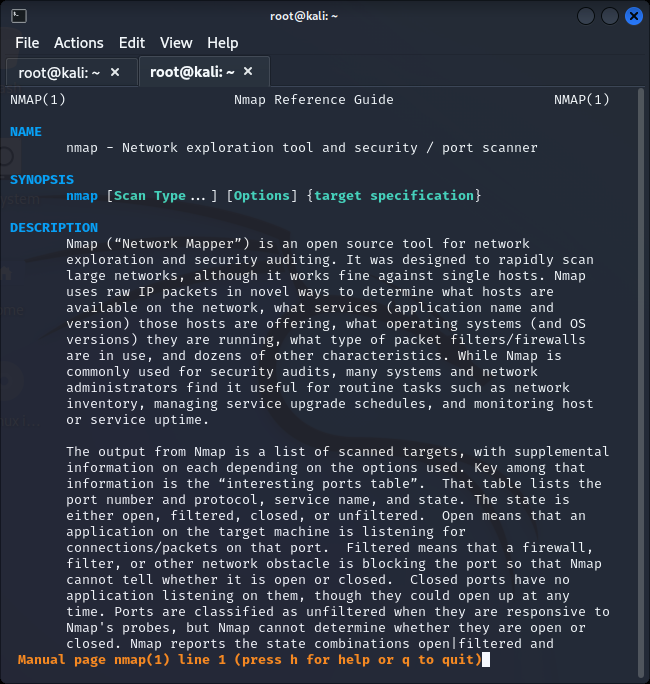 root@kali: ~
File Actions Edit View Help
root@kali: ~ × root@kali: ~ ×
NMAP(1) Nmap Reference Guide NMAP(1)
NAME
nmap - Network exploration tool and security / port scanner
SYNOPSIS
nmap [Scan Type...] [Options] {target specification}
DESCRIPTION
Nmap (“Network Mapper”) is an open source tool for network
exploration and security auditing. It was designed to rapidly scan
large networks, although it works fine against single hosts. Nmap
uses raw IP packets in novel ways to determine what hosts are
available on the network, what services (application name and
version) those hosts are offering, what operating systems (and OS
versions) they are running, what type of packet filters/firewalls
are in use, and dozens of other characteristics. While Nmap is
commonly used for security audits, many systems and network
administrators find it useful for routine tasks such as network
inventory, managing service upgrade schedules, and monitoring host
or service uptime.
The output from Nmap is a list of scanned targets, with supplemental
information on each depending on the options used. Key among that
information is the “interesting ports table”.  That table lists the
port number and protocol, service name, and state. The state is
either open, filtered, closed, or unfiltered.  Open means that an
application on the target machine is listening for
connections/packets on that port.  Filtered means that a firewall,
filter, or other network obstacle is blocking the port so that Nmap
cannot tell whether it is open or closed.  Closed ports have no
application listening on them, though they could open up at any
time. Ports are classified as unfiltered when they are responsive to
Nmap's probes, but Nmap cannot determine whether they are open or
closed. Nmap reports the state combinations open|filtered and
Manual page nmap(1) line 1 (press h for help or q to quit)